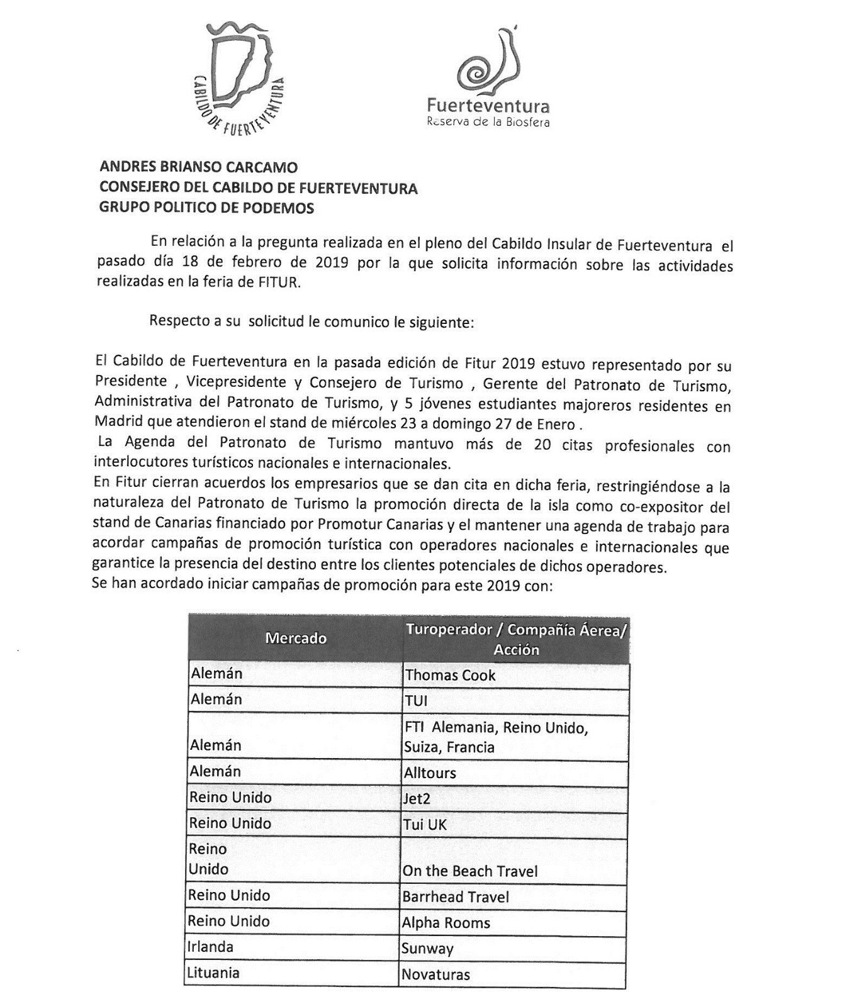 CABILDO DE FUERTEVENTURA
Fuerteventura
Reserva de la Biosfera
ANDRES BRIANSO CARCAMO
CONSEJERO DEL CABILDO DE FUERTEVENTURA
GRUPO POLITICO DE PODEMOS
En relación a la pregunta realizada en el pleno del Cabildo Insular de Fuerteventura el
pasado día 18 de febrero de 2019 por la que solicita información sobre las actividades
realizadas en la feria de FITUR.
Respecto a su solicitud le comunico le siguiente:
El Cabildo de Fuerteventura en la pasada edición de Fitur 2019 estuvo representado por su
Presidente , Vicepresidente y Consejero de Turismo , Gerente del Patronato de Turismo,
Administrativa del Patronato de Turismo, y 5 jóvenes estudiantes majoreros residentes en
Madrid que atendieron el stand de miércoles 23 a domingo 27 de Enero .
La Agenda del Patronato de Turismo mantuvo más de 20 citas profesionales con
interlocutores turísticos nacionales e internacionales.
En Fitur cierran acuerdos los empresarios que se dan cita en dicha feria, restringiéndose a la
naturaleza del Patronato de Turismo la promoción directa de la isla como co-expositor del
stand de Canarias financiado por Promotur Canarias y el mantener una agenda de trabajo para
acordar campañas de promoción turística con operadores nacionales e internacionales que
garantice la presencia del destino entre los clientes potenciales de dichos operadores.
Se han acordado iniciar campañas de promoción para este 2019 con:
Mercado
Turoperador / Compañía Áerea/
Acción
Alemán
Thomas Cook
Alemán
TUI
Alemán
FTI Alemania, Reino Unido,
Suiza, Francia
Alemán
Alltours
Reino Unido
Jet2
Reino Unido
Tui UK
Reino
Unido
On the Beach Travel
Reino Unido
Barrhead Travel
Reino Unido
Alpha Rooms
Irlanda
Sunway
Lituania
Novaturas